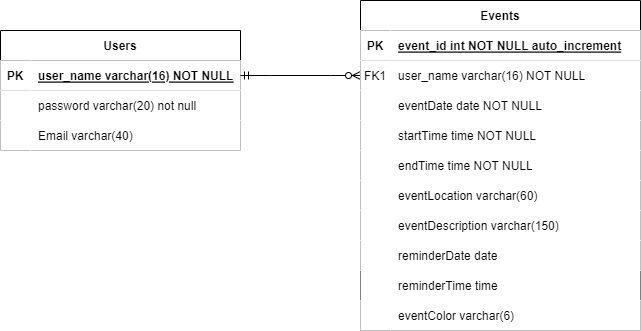 Users
PK user_name varchar(16) NOT NULL
password varchar(20) not null
Email varchar(40)
Events
PK event_id int NOT NULL auto_increment
FK1 user_name varchar(16) NOT NULL
eventDate date NOT NULL
startTime time NOT NULL
endTime time NOT NULL
eventLocation varchar(60)
eventDescription varchar(150)
reminderDate date
reminderTime time
eventColor varchar(6)